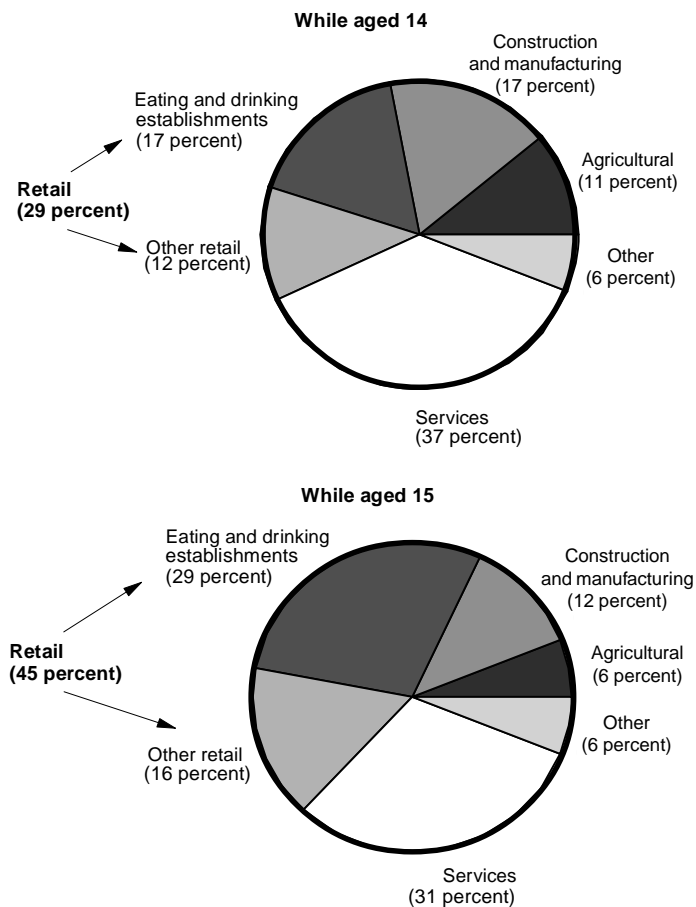 While aged 14
Construction
and manufacturing
(17 percent)
Eating and drinking
establishments
(17 percent)
Agricultural
(11 percent)
Retail
(29 percent)
Other retail
(12 percent)
Other
(6 percent)
Services
(37 percent)
While aged 15
Eating and drinking
establishments
(29 percent)
Construction
and manufacturing
(12 percent)
Retail
(45 percent)
Agricultural
(6 percent)
Other
(6 percent)
Other retail
(16 percent)
Services
(31 percent)